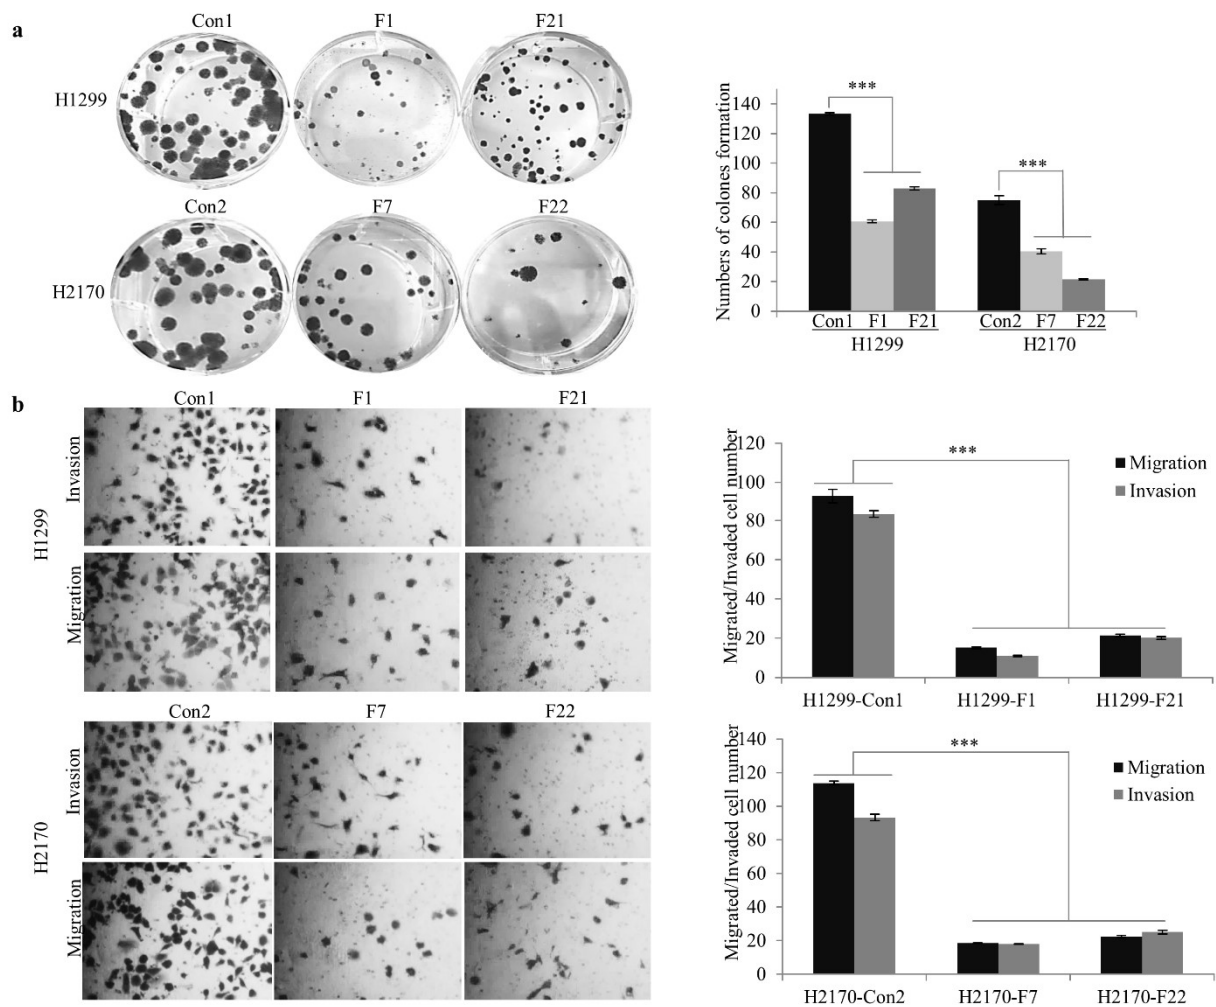 a
Con1 F1 F21
H1299
Con2 F7 F22
H2170
Numbers of colones formation
140
120
100
80
60
40
20
0
***
***
Con1 F1 F21 Con2 F7 F22
H1299 H2170
b
Con1 F1 F21
H1299
Invasion
Migration
Con2 F7 F22
H2170
Invasion
Migration
Migrated/Invaded cell number
120
100
80
60
40
20
0
***
Migration
Invasion
H1299-Con1 H1299-F1 H1299-F21
Migrated/Invaded cell number
140
120
100
80
60
40
20
0
***
Migration
Invasion
H2170-Con2 H2170-F7 H2170-F22